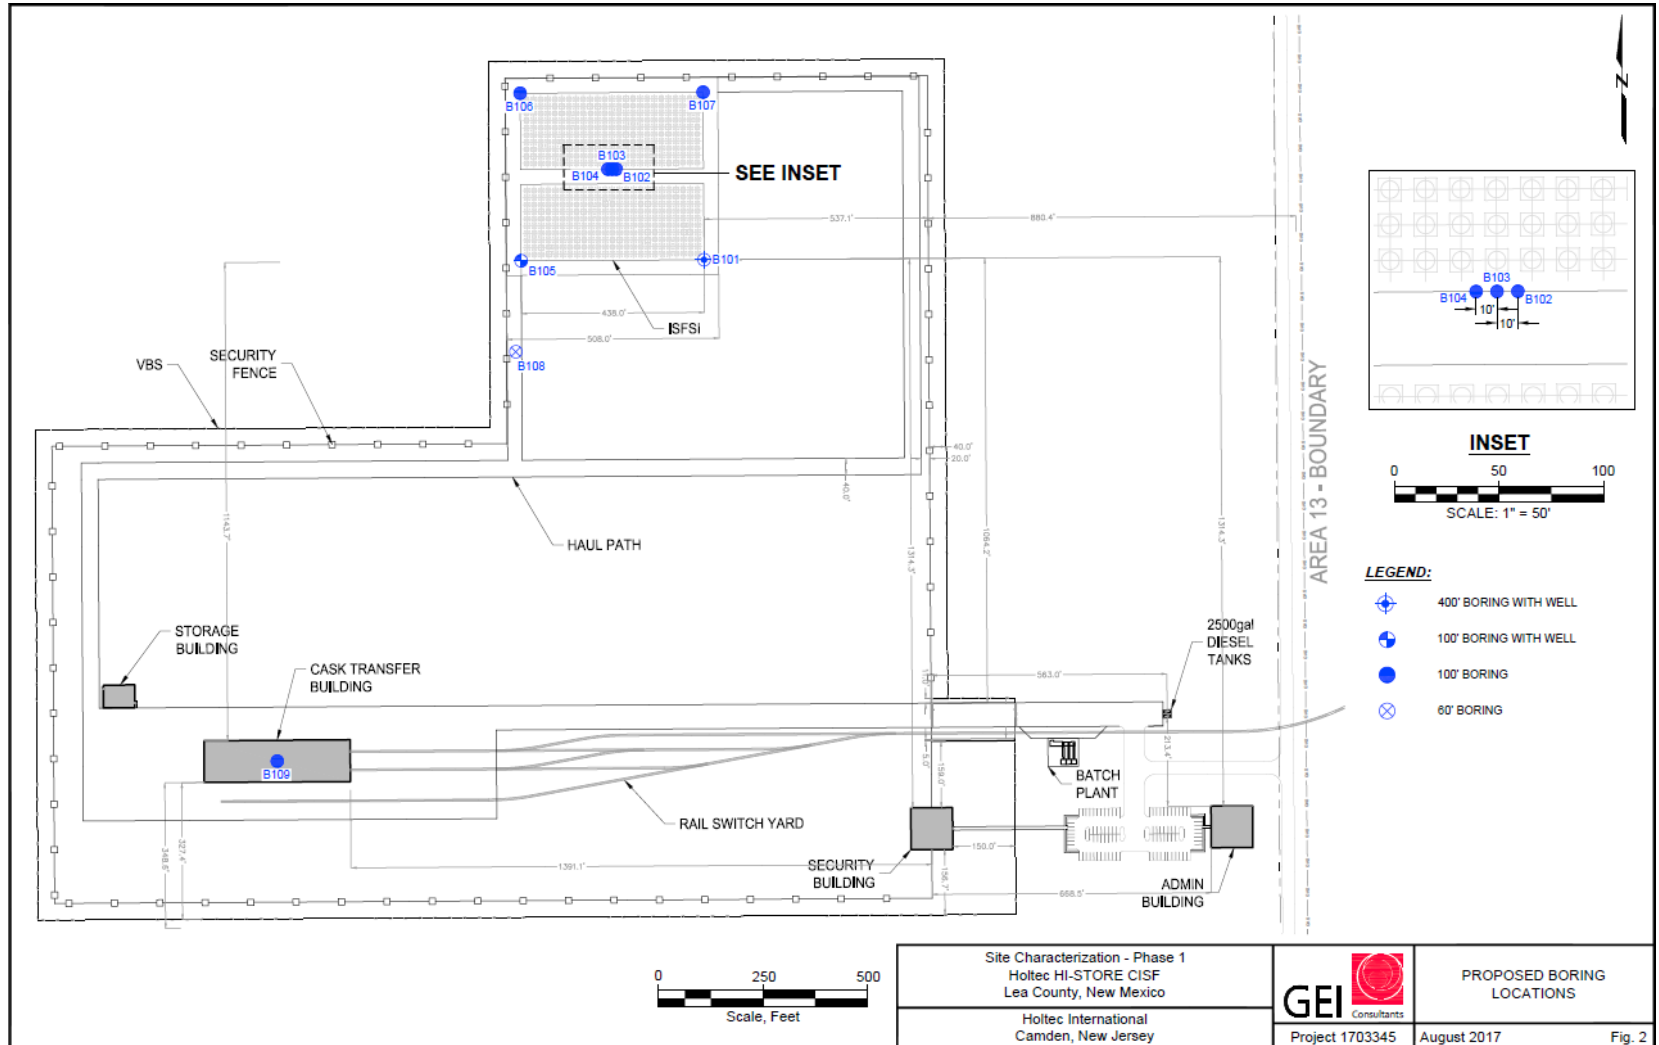 B106
B107
B103
B104
B102
SEE INSET
537.1'
880.4'
B105
B101
438.0'
ISFSI
508.0'
B108
VBS
SECURITY
FENCE
40.0'
20.0'
40.0'
1143.7'
HAUL PATH
1314.3'
1064.2'
1314.3'
AREA 13 - BOUNDARY
N
B103
B104
B102
10'
10'
INSET
0 50 100
SCALE: 1" = 50'
LEGEND:
400' BORING WITH WELL
100' BORING WITH WELL
100' BORING
60' BORING
STORAGE
BUILDING
CASK TRANSFER
BUILDING
B109
2500gal
DIESEL
TANKS
563.0'
213.4'
5.0'
159.0'
BATCH
PLANT
RAIL SWITCH YARD
348.6'
327.4'
1391.1'
SECURITY
BUILDING
150.0'
156.7'
668.5'
ADMIN
BUILDING
0 250 500
Scale, Feet
Site Characterization - Phase 1
Holtec HI-STORE CISF
Lea County, New Mexico
Holtec International
Camden, New Jersey
GEI Consultants
Project 1703345
PROPOSED BORING
LOCATIONS
August 2017
Fig. 2